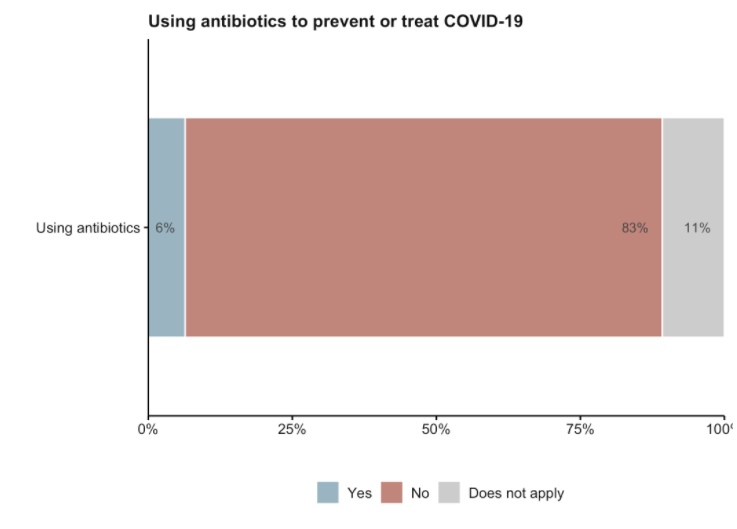 Using antibiotics to prevent or treat COVID-19
Using antibiotics 6% 83% 11%
0% 25% 50% 75% 100%
Yes No Does not apply